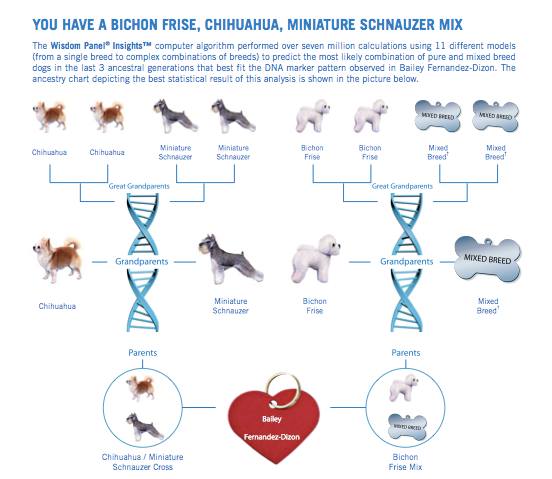 YOU HAVE A BICHON FRISE, CHIHUAHUA, MINIATURE SCHNAUZER MIX
The Wisdom Panel® Insights™ computer algorithm performed over seven million calculations using 11 different models
(from a single breed to complex combinations of breeds) to predict the most likely combination of pure and mixed breed
dogs in the last 3 ancestral generations that best fit the DNA marker pattern observed in Bailey Fernandez-Dizon. The
ancestry chart depicting the best statistical result of this analysis is shown in the picture below.
MIXED BREED
MIXED BREED
Chihuahua
Chihuahua
Miniature
Schnauzer
Miniature
Schnauzer
Bichon
Frise
Bichon
Frise
Mixed
Breed†
Mixed
Breed†
Great Grandparents
Great Grandparents
MIXED BREED
Grandparents
Grandparents
Chihuahua
Miniature
Schnauzer
Bichon
Frise
Mixed
Breed†
Parents
Parents
Bailey
Fernandez-Dizon
MIXED BREED
Chihuahua / Miniature
Schnauzer Cross
Bichon
Frise Mix